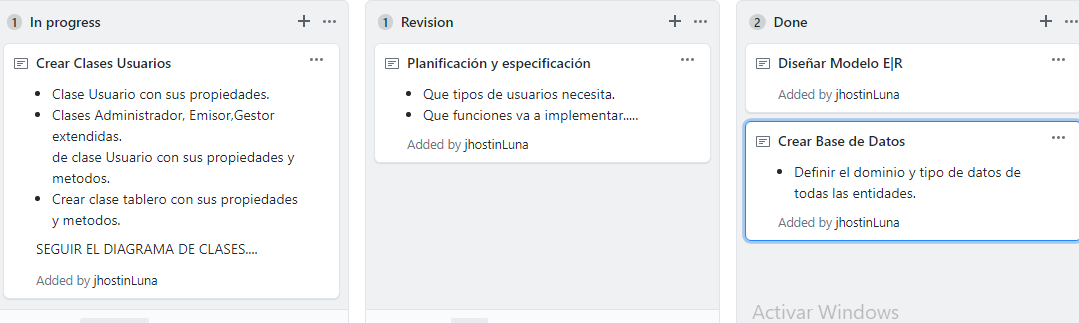 1 In progress
Crear Clases Usuarios
Clase Usuario con sus propiedades.
Clases Administrador, Emisor,Gestor
extendidas.
de clase Usuario con sus propiedades y
metodos.
Crear clase tablero con sus propiedades
y metodos.
SEGUIR EL DIAGRAMA DE CLASES....
Added by jhostinLuna
1 Revision
Planificación y especificación
Que tipos de usuarios necesita.
Que funciones va a implementar.....
Added by jhostinLuna
2 Done
Diseñar Modelo E|R
Added by jhostinLuna
Crear Base de Datos
Definir el dominio y tipo de datos de
todas las entidades.
Added by jhostinLuna
Activar Windows